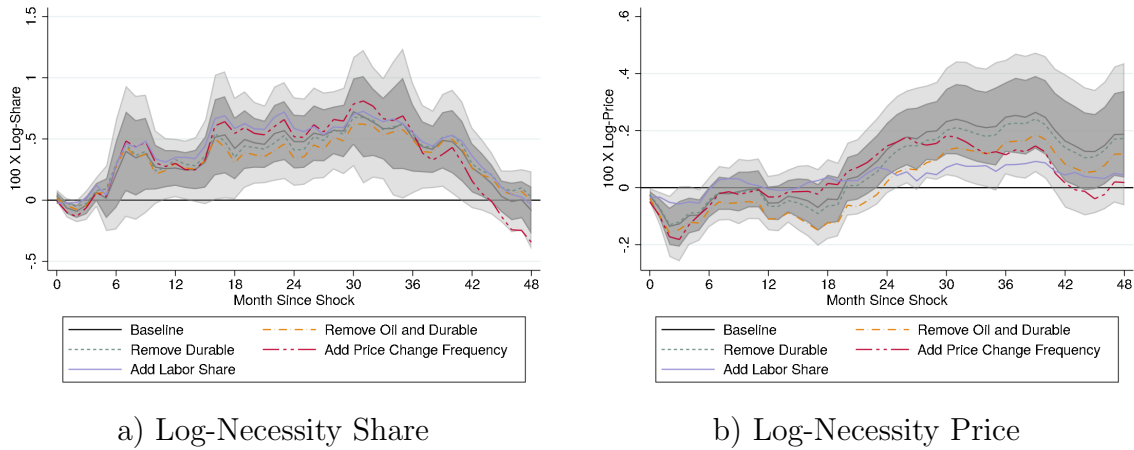 100 X Log-Share
1.5
1
.5
0
-.5
0 6 12 18 24 30 36 42 48
Month Since Shock
Baseline
Remove Oil and Durable
Remove Durable
Add Price Change Frequency
Add Labor Share
a) Log-Necessity Share
100 X Log-Price
.6
.4
.2
0
-.2
0 6 12 18 24 30 36 42 48
Month Since Shock
Baseline
Remove Oil and Durable
Remove Durable
Add Price Change Frequency
Add Labor Share
b) Log-Necessity Price